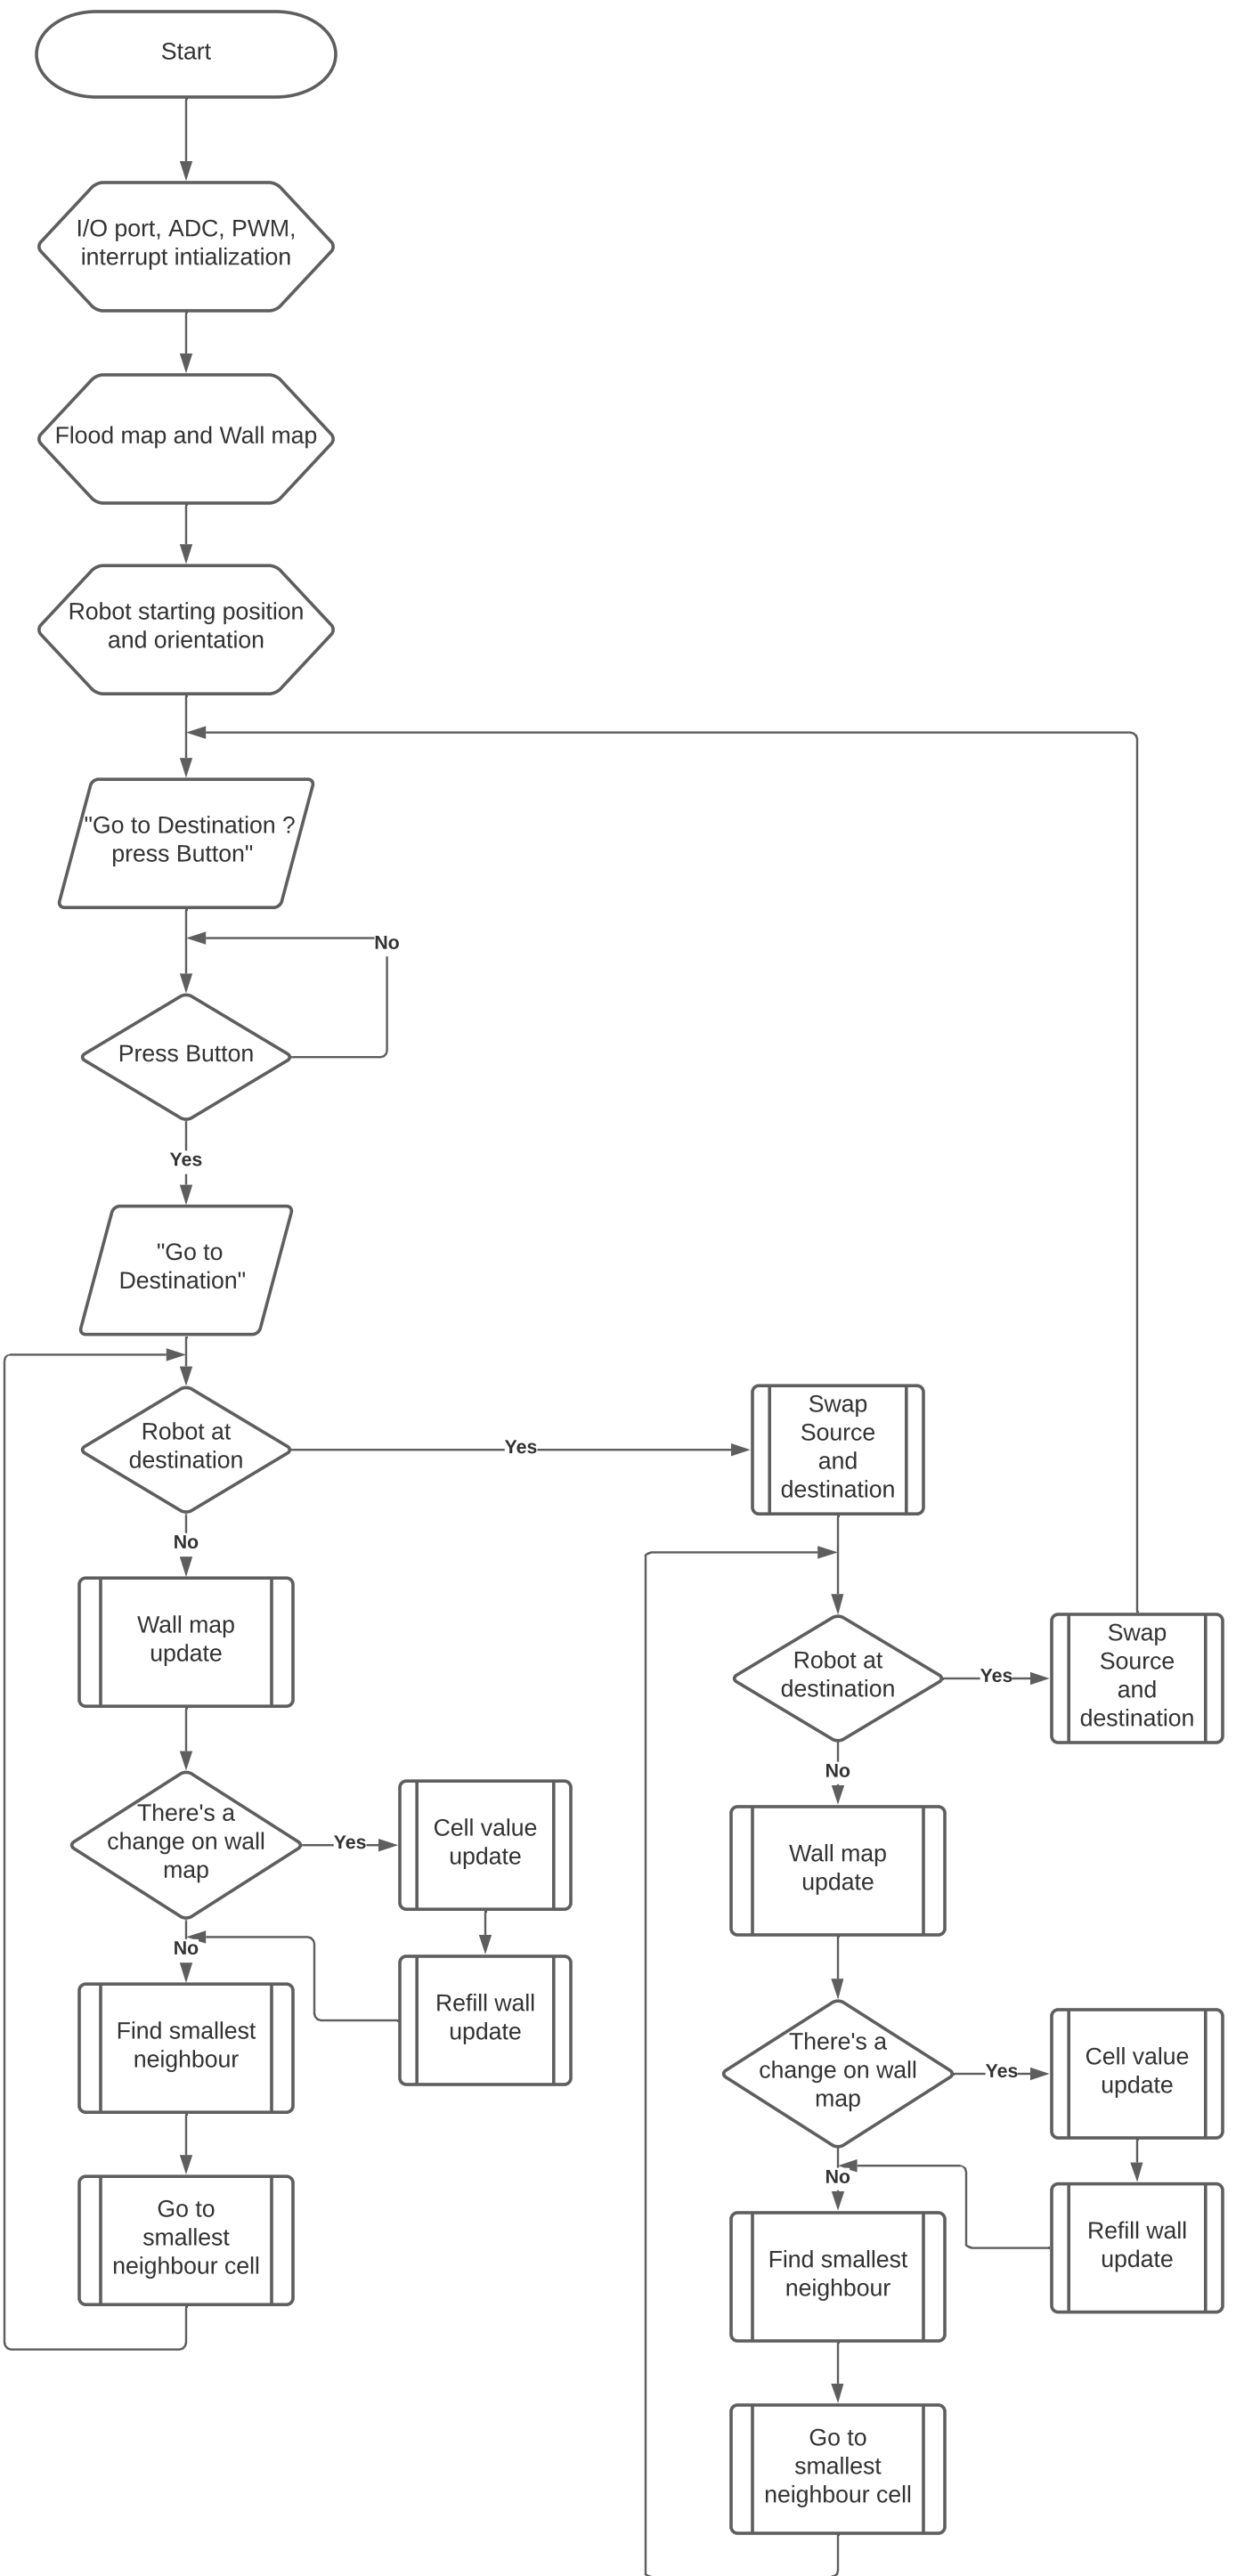 Start
I/O port, ADC, PWM,
interrupt intialization
Flood map and Wall map
Robot starting position
and orientation
"Go to Destination ?
press Button"
No
Press Button
Yes
"Go to
Destination"
Robot at
destination
Yes
No
Wall map
update
There's a
change on wall
map
Yes
Cell value
update
Refill wall
update
No
Find smallest
neighbour
Go to
smallest
neighbour cell
Swap
Source
and
destination
Robot at
destination
Yes
Swap
Source
and
destination
No
Wall map
update
There's a
change on wall
map
Yes
Cell value
update
Refill wall
update
No
Find smallest
neighbour
Go to
smallest
neighbour cell